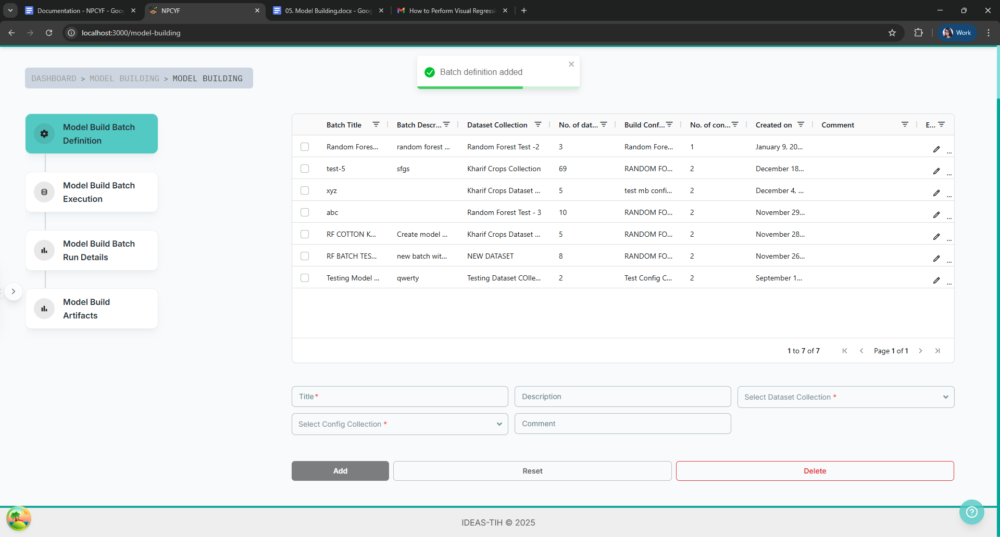 Documentation - NPCYF - Goog
NPCYF
05. Model Building.docx - Goog
How to Perform Visual Regressi
localhost:3000/model-building
Work
Batch definition added
DASHBOARD > MODEL BUILDING > MODEL BUILDING
Model Build Batch
Definition
Model Build Batch
Execution
Model Build Batch
Run Details
Model Build
Artifacts
Batch Title Batch Descr... Dataset Collection No. of dat... Build Conf... No. of con... Created on Comment E...
Random Fores... random forest ... Random Forest Test -2 3 Random Fore... 1 January 9, 20... ...
test-5 sfgs Kharif Crops Collection 69 RANDOM FO... 2 December 18... ...
xyz Kharif Crops Dataset ... 5 test mb confi... 2 December 4, ... ...
abc Random Forest Test - 3 10 RANDOM FO... 2 November 29... ...
RF COTTON K... Create model ... Kharif Crops Dataset ... 5 RANDOM FO... 2 November 28... ...
RF BATCH TES... new batch wit... NEW DATASET 8 RANDOM FO... 2 November 26... ...
Testing Model ... qwerty Testing Dataset COlle... 2 Test Config C... 2 September 1... ...
1 to 7 of 7 Page 1 of 1
Title* Description Select Dataset Collection *
Select Config Collection * Comment
Add Reset Delete
IDEAS-TIH © 2025